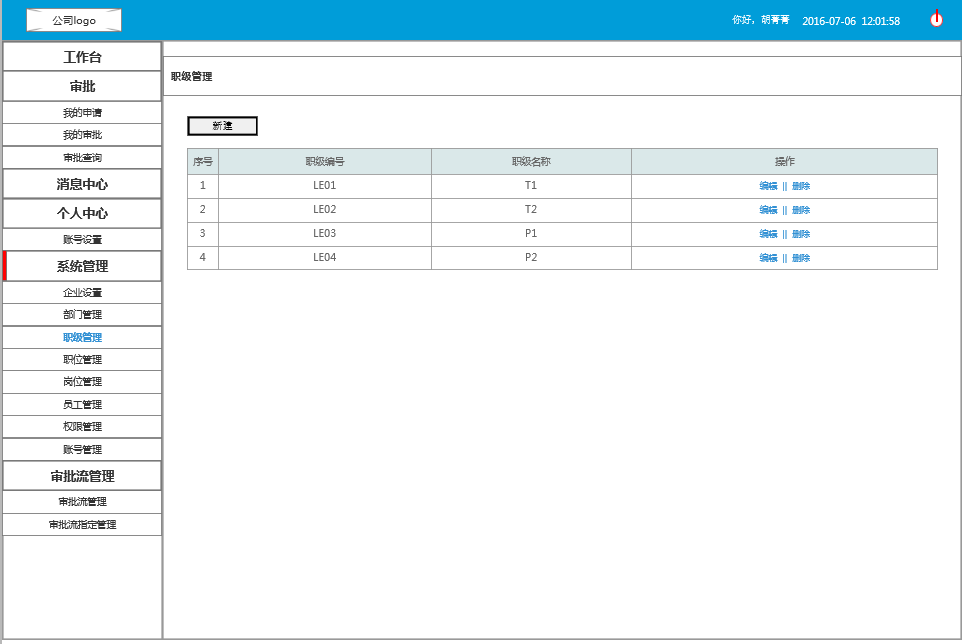 公司logo
你好，胡菁菁 2016-07-06 12:01:58
工作台
审批
我的申请
我的审批
审批查询
消息中心
个人中心
账号设置
系统管理
企业设置
部门管理
职级管理
职位管理
岗位管理
员工管理
权限管理
账号管理
审批流管理
审批流管理
审批流指定管理
职级管理
新建
序号 职级编号 职级名称 操作
1 LE01 T1 编辑 || 删除
2 LE02 T2 编辑 || 删除
3 LE03 P1 编辑 || 删除
4 LE04 P2 编辑 || 删除